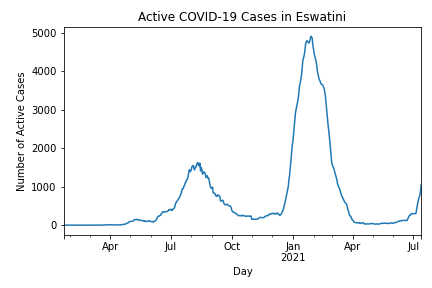 Active COVID-19 Cases in Eswatini
5000
4000
3000
2000
1000
0
Number of Active Cases
Apr Jul Oct Jan Apr Jul
2021
Day